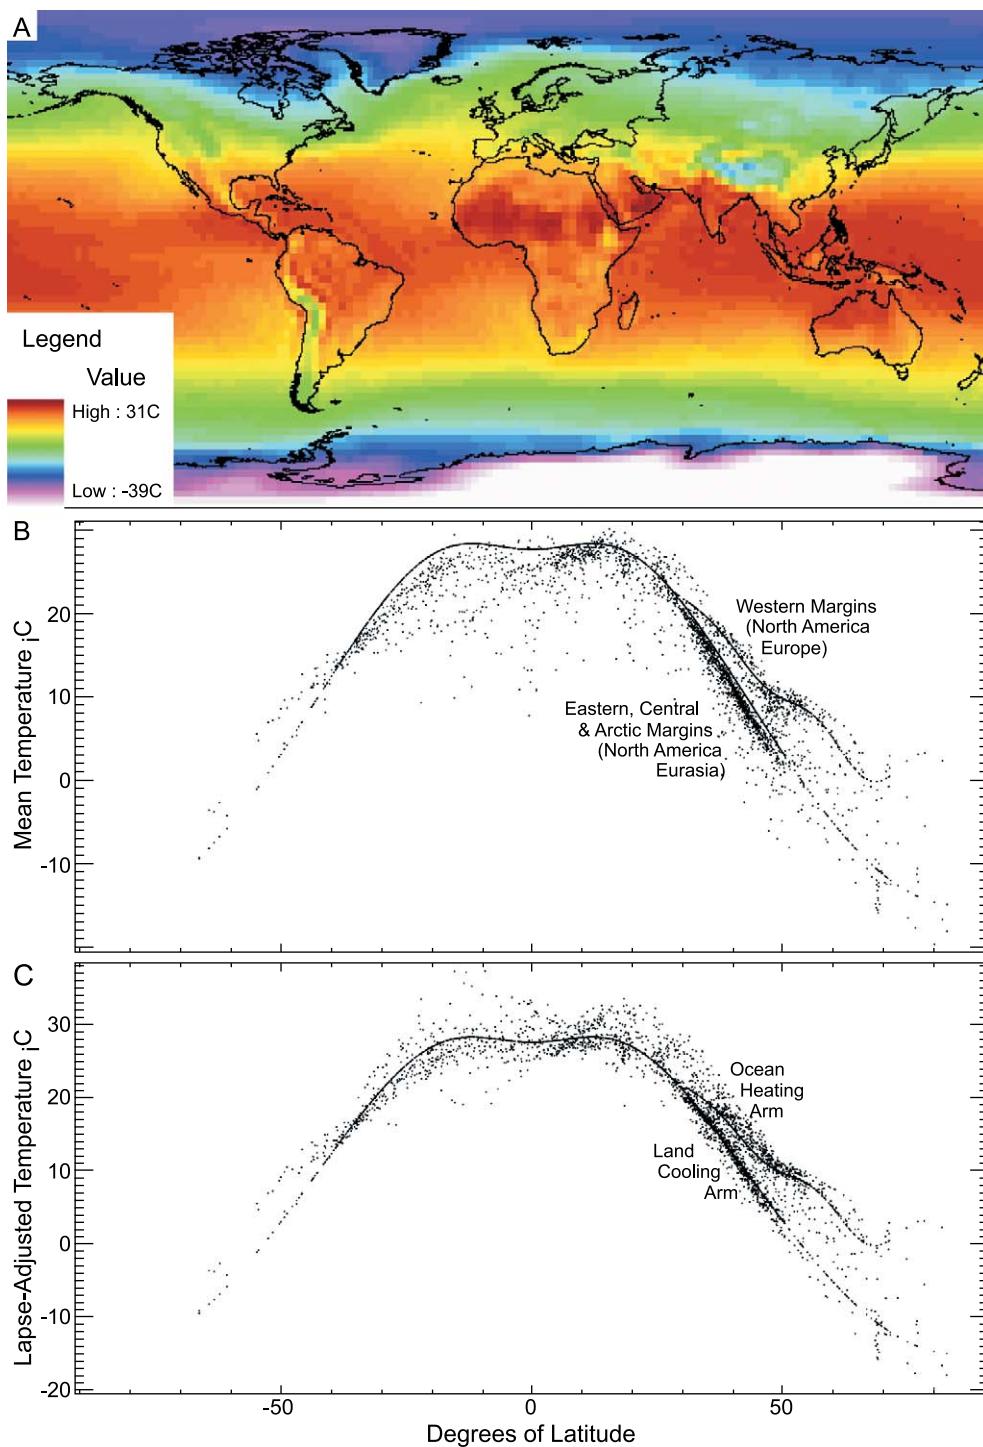 A
Legend
Value
High : 31C
Low : -39C
B
20
10
0
-10
Mean Temperature ¡C
Western Margins
(North America
Europe)
Eastern, Central
& Arctic Margins
(North America
Eurasia)
C
30
20
10
0
-10
-20
Lapse-Adjusted Temperature ¡C
Ocean
Heating
Arm
Land
Cooling
Arm
-50
0
50
Degrees of Latitude